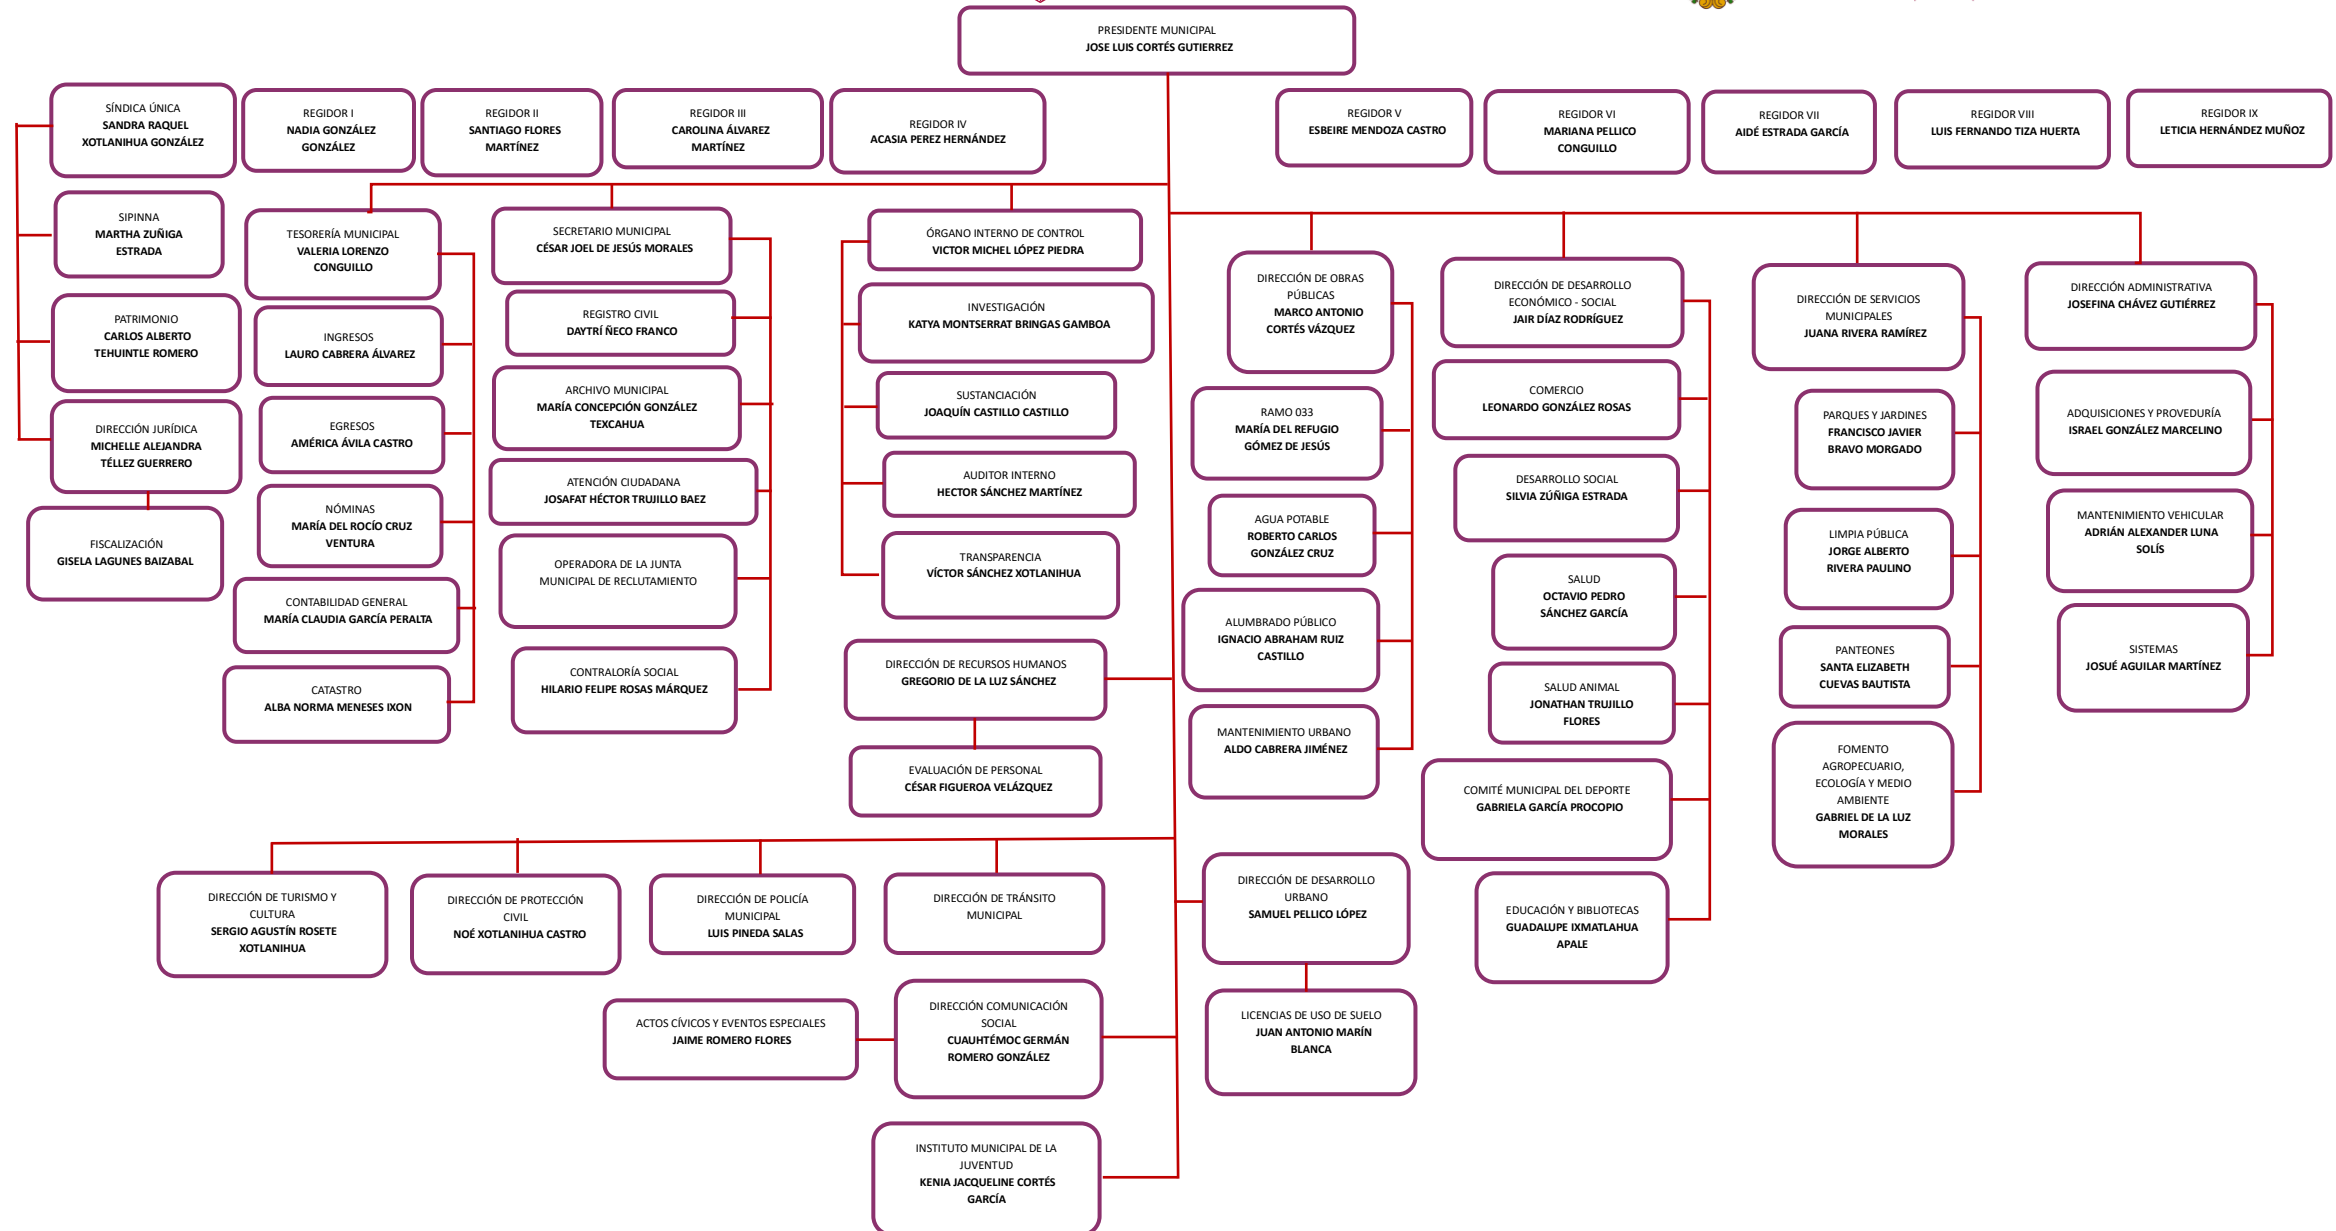 PRESIDENTE MUNICIPAL
JOSE LUIS CORTÉS GUTIERREZ
SÍNDICA ÚNICA
SANDRA RAQUEL
XOTLANIHUA GONZÁLEZ
REGIDOR I
NADIA GONZÁLEZ
GONZÁLEZ
REGIDOR II
SANTIAGO FLORES
MARTÍNEZ
REGIDOR III
CAROLINA ÁLVAREZ
MARTÍNEZ
REGIDOR IV
ACASIA PEREZ HERNÁNDEZ
REGIDOR V
ESBEIRE MENDOZA CASTRO
REGIDOR VI
MARIANA PELLICO
CONGUILLO
REGIDOR VII
AIDÉ ESTRADA GARCÍA
REGIDOR VIII
LUIS FERNANDO TIZA HUERTA
REGIDOR IX
LETICIA HERNÁNDEZ MUÑOZ
SIPINNA
MARTHA ZUÑIGA
ESTRADA
PATRIMONIO
CARLOS ALBERTO
TEHUINTLE ROMERO
DIRECCIÓN JURÍDICA
MICHELLE ALEJANDRA
TÉLLEZ GUERRERO
FISCALIZACIÓN
GISELA LAGUNES BAIZABAL
TESORERÍA MUNICIPAL
VALERIA LORENZO
CONGUILLO
INGRESOS
LAURO CABRERA ÁLVAREZ
EGRESOS
AMÉRICA ÁVILA CASTRO
NÓMINAS
MARÍA DEL ROCÍO CRUZ
VENTURA
CONTABILIDAD GENERAL
MARÍA CLAUDIA GARCÍA PERALTA
CATASTRO
ALBA NORMA MENESES IXON
SECRETARIO MUNICIPAL
CÉSAR JOEL DE JESÚS MORALES
REGISTRO CIVIL
DAYTRÍ ÑECO FRANCO
ARCHIVO MUNICIPAL
MARÍA CONCEPCIÓN GONZÁLEZ
TEXCAHUA
ATENCIÓN CIUDADANA
JOSAFAT HÉCTOR TRUJILLO BAEZ
OPERADORA DE LA JUNTA
MUNICIPAL DE RECLUTAMIENTO
CONTRALORÍA SOCIAL
HILARIO FELIPE ROSAS MÁRQUEZ
ÓRGANO INTERNO DE CONTROL
VICTOR MICHEL LÓPEZ PIEDRA
INVESTIGACIÓN
KATYA MONTSERRAT BRINGAS GAMBOA
SUSTANCIACIÓN
JOAQUÍN CASTILLO CASTILLO
AUDITOR INTERNO
HECTOR SÁNCHEZ MARTÍNEZ
TRANSPARENCIA
VÍCTOR SÁNCHEZ XOTLANIHUA
DIRECCIÓN DE RECURSOS HUMANOS
GREGORIO DE LA LUZ SÁNCHEZ
EVALUACIÓN DE PERSONAL
CÉSAR FIGUEROA VELÁZQUEZ
DIRECCIÓN DE OBRAS
PÚBLICAS
MARCO ANTONIO
CORTÉS VÁZQUEZ
RAMO 033
MARÍA DEL REFUGIO
GÓMEZ DE JESÚS
AGUA POTABLE
ROBERTO CARLOS
GONZÁLEZ CRUZ
ALUMBRADO PÚBLICO
IGNACIO ABRAHAM RUIZ
CASTILLO
MANTENIMIENTO URBANO
ALDO CABRERA JIMÉNEZ
DIRECCIÓN DE DESARROLLO
ECONÓMICO - SOCIAL
JAIR DÍAZ RODRÍGUEZ
COMERCIO
LEONARDO GONZÁLEZ ROSAS
DESARROLLO SOCIAL
SILVIA ZÚÑIGA ESTRADA
SALUD
OCTAVIO PEDRO
SÁNCHEZ GARCÍA
SALUD ANIMAL
JONATHAN TRUJILLO
FLORES
COMITÉ MUNICIPAL DEL DEPORTE
GABRIELA GARCÍA PROCOPIO
EDUCACIÓN Y BIBLIOTECAS
GUADALUPE IXMATLAHUA
APALE
DIRECCIÓN DE SERVICIOS
MUNICIPALES
JUANA RIVERA RAMÍREZ
PARQUES Y JARDINES
FRANCISCO JAVIER
BRAVO MORGADO
LIMPIA PÚBLICA
JORGE ALBERTO
RIVERA PAULINO
PANTEONES
SANTA ELIZABETH
CUEVAS BAUTISTA
FOMENTO
AGROPECUARIO,
ECOLOGÍA Y MEDIO
AMBIENTE
GABRIEL DE LA LUZ
MORALES
DIRECCIÓN ADMINISTRATIVA
JOSEFINA CHÁVEZ GUTIÉRREZ
ADQUISICIONES Y PROVEDURÍA
ISRAEL GONZÁLEZ MARCELINO
MANTENIMIENTO VEHICULAR
ADRIÁN ALEXANDER LUNA
SOLÍS
SISTEMAS
JOSUÉ AGUILAR MARTÍNEZ
DIRECCIÓN DE TURISMO Y
CULTURA
SERGIO AGUSTÍN ROSETE
XOTLANIHUA
DIRECCIÓN DE PROTECCIÓN
CIVIL
NOÉ XOTLANIHUA CASTRO
DIRECCIÓN DE POLICÍA
MUNICIPAL
LUIS PINEDA SALAS
DIRECCIÓN DE TRÁNSITO
MUNICIPAL
DIRECCIÓN DE DESARROLLO
URBANO
SAMUEL PELLICO LÓPEZ
ACTOS CÍVICOS Y EVENTOS ESPECIALES
JAIME ROMERO FLORES
DIRECCIÓN COMUNICACIÓN
SOCIAL
CUAUHTÉMOC GERMÁN
ROMERO GONZÁLEZ
LICENCIAS DE USO DE SUELO
JUAN ANTONIO MARÍN
BLANCA
INSTITUTO MUNICIPAL DE LA
JUVENTUD
KENIA JACQUELINE CORTÉS
GARCÍA